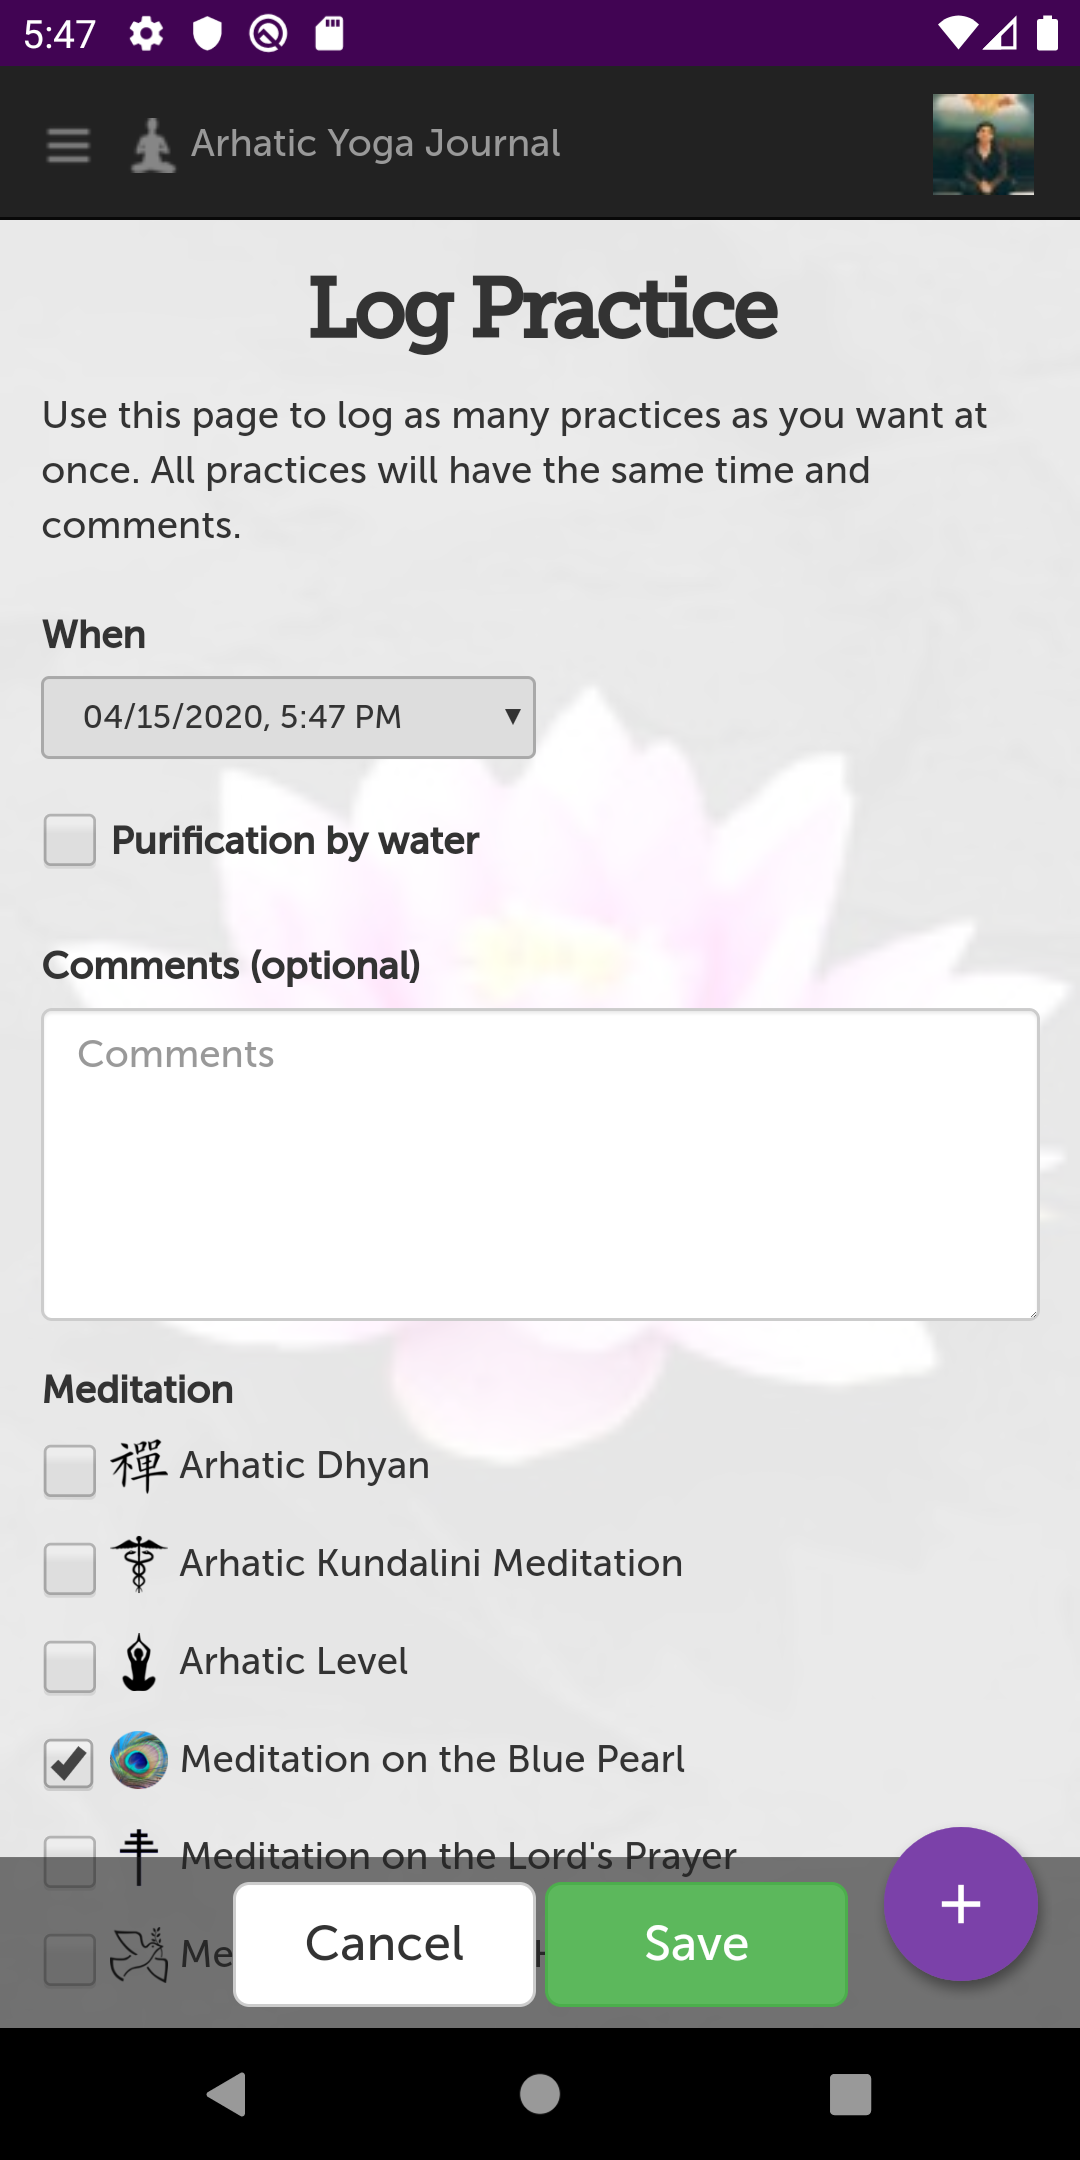 5:47
Arhatic Yoga Journal
Log Practice
Use this page to log as many practices as you want at
once. All practices will have the same time and
comments.
When
04/15/2020, 5:47 PM
Purification by water
Comments (optional)
Comments
Meditation
禪 Arhatic Dhyan
Arhatic Kundalini Meditation
Arhatic Level
Meditation on the Blue Pearl
Meditation on the Lord's Prayer
Cancel Save +